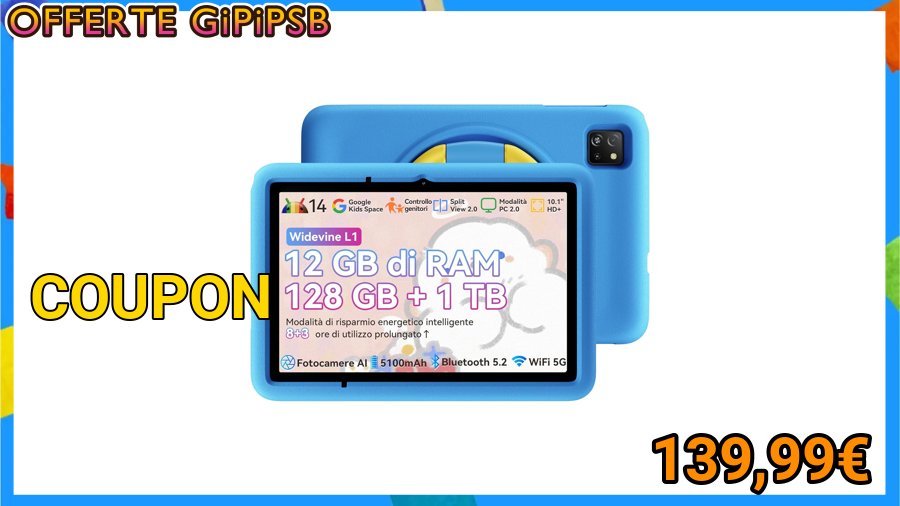 OFFERTE GiPiPSB
14
Google
Kids Space
Controllo
genitori
Split
View 2.0
Modalità
PC 2.0
10.1"
HD+
Widevine L1
12 GB di RAM
128 GB + 1 TB
Modalità di risparmio energetico intelligente
8+3 ore di utilizzo prolungato↑
Fotocamere AI
5100mAh
Bluetooth 5.2
WiFi 5G
COUPON
139,99€